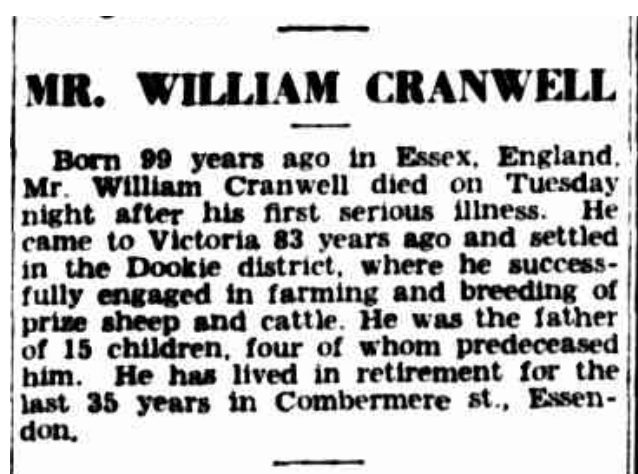 MR. WILLIAM CRANWELL
Born 99 years ago in Essex, England,
Mr. William Cranwell died on Tuesday
night after his first serious illness. He
came to Victoria 83 years ago and settled
in the Dookie district, where he success-
fully engaged in farming and breeding of
prize sheep and cattle. He was the father
of 15 children, four of whom predeceased
him. He has lived in retirement for the
last 35 years in Combermere st., Essen-
don.